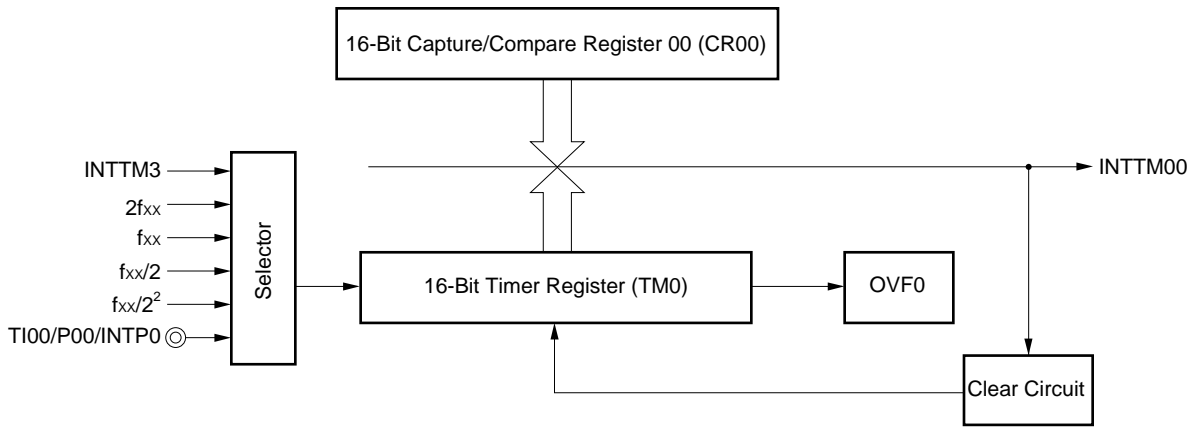 16-Bit Capture/Compare Register 00 (CR00)
INTTM3
2fxx
fxx
fxx/2
fxx/2²
TI00/P00/INTP0
Selector
16-Bit Timer Register (TM0)
OVF0
INTTM00
Clear Circuit